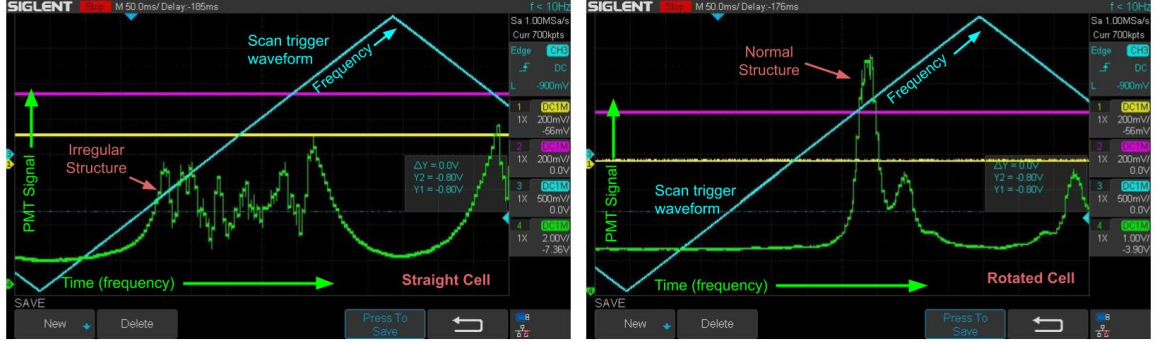 SIGLENT Stop M 50.0ms/ Delay:-185ms f < 10Hz
Sa 1.00MSa/s
Curr 700kpts
Edge CH3
DC
L -900mV
1 DC1M
1X 200mV/
-56mV
2 DC1M
1X 200mV/
0.0V
3 DC1M
1X 500mV/
0.0V
4 DC1M
1X 2.00V/
-7.36V
Scan trigger
waveform
Frequency
PMT Signal
Irregular
Structure
ΔY = 0.0V
Y2 = -0.80V
Y1 = -0.80V
Time (frequency)
Straight Cell
SAVE
New
Delete
Press To
Save
SIGLENT Stop M 50.0ms/ Delay:-176ms f < 10Hz
Sa 1.00MSa/s
Curr 700kpts
Edge CH3
DC
L -900mV
1 DC1M
1X 200mV/
-56mV
2 DC1M
1X 200mV/
0.0V
3 DC1M
1X 500mV/
0.0V
4 DC1M
1X 1.00V/
-3.90V
Normal
Structure
Frequency
PMT Signal
Scan trigger
waveform
ΔY = 0.0V
Y2 = -0.80V
Y1 = -0.80V
Time (frequency)
Rotated Cell
SAVE
New
Delete
Press To
Save